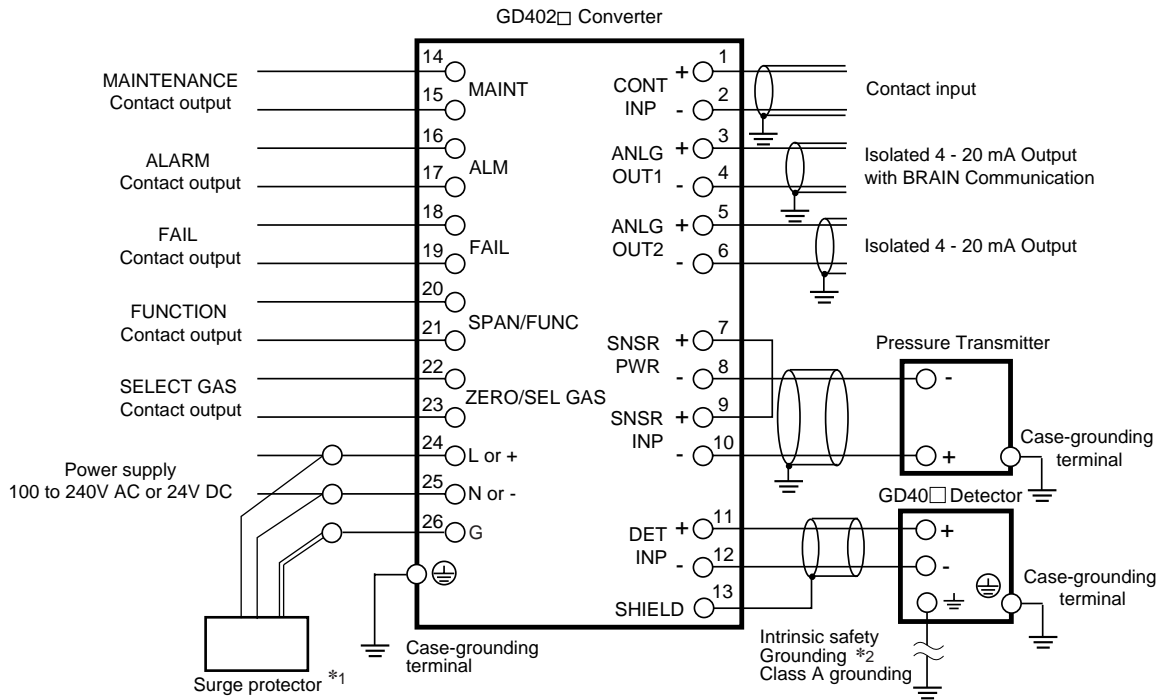 GD402□ Converter
14
MAINTENANCE
Contact output
MAINT
15
16
ALARM
Contact output
ALM
17
18
FAIL
Contact output
FAIL
19
20
FUNCTION
Contact output
SPAN/FUNC
21
22
SELECT GAS
Contact output
ZERO/SEL GAS
23
24
L or +
Power supply
100 to 240V AC or 24V DC
25
N or -
26
G
Case-grounding
terminal
Surge protector *1
1
+
CONT
INP
2
-
Contact input
3
+
ANLG
OUT1
4
-
Isolated 4 - 20 mA Output
with BRAIN Communication
5
+
ANLG
OUT2
6
-
Isolated 4 - 20 mA Output
7
+
SNSR
PWR
8
-
9
+
SNSR
INP
10
-
Pressure Transmitter
-
+
Case-grounding
terminal
GD40□ Detector
11
+
DET
INP
12
-
13
SHIELD
+
-
Case-grounding
terminal
Intrinsic safety
Grounding *2
Class A grounding